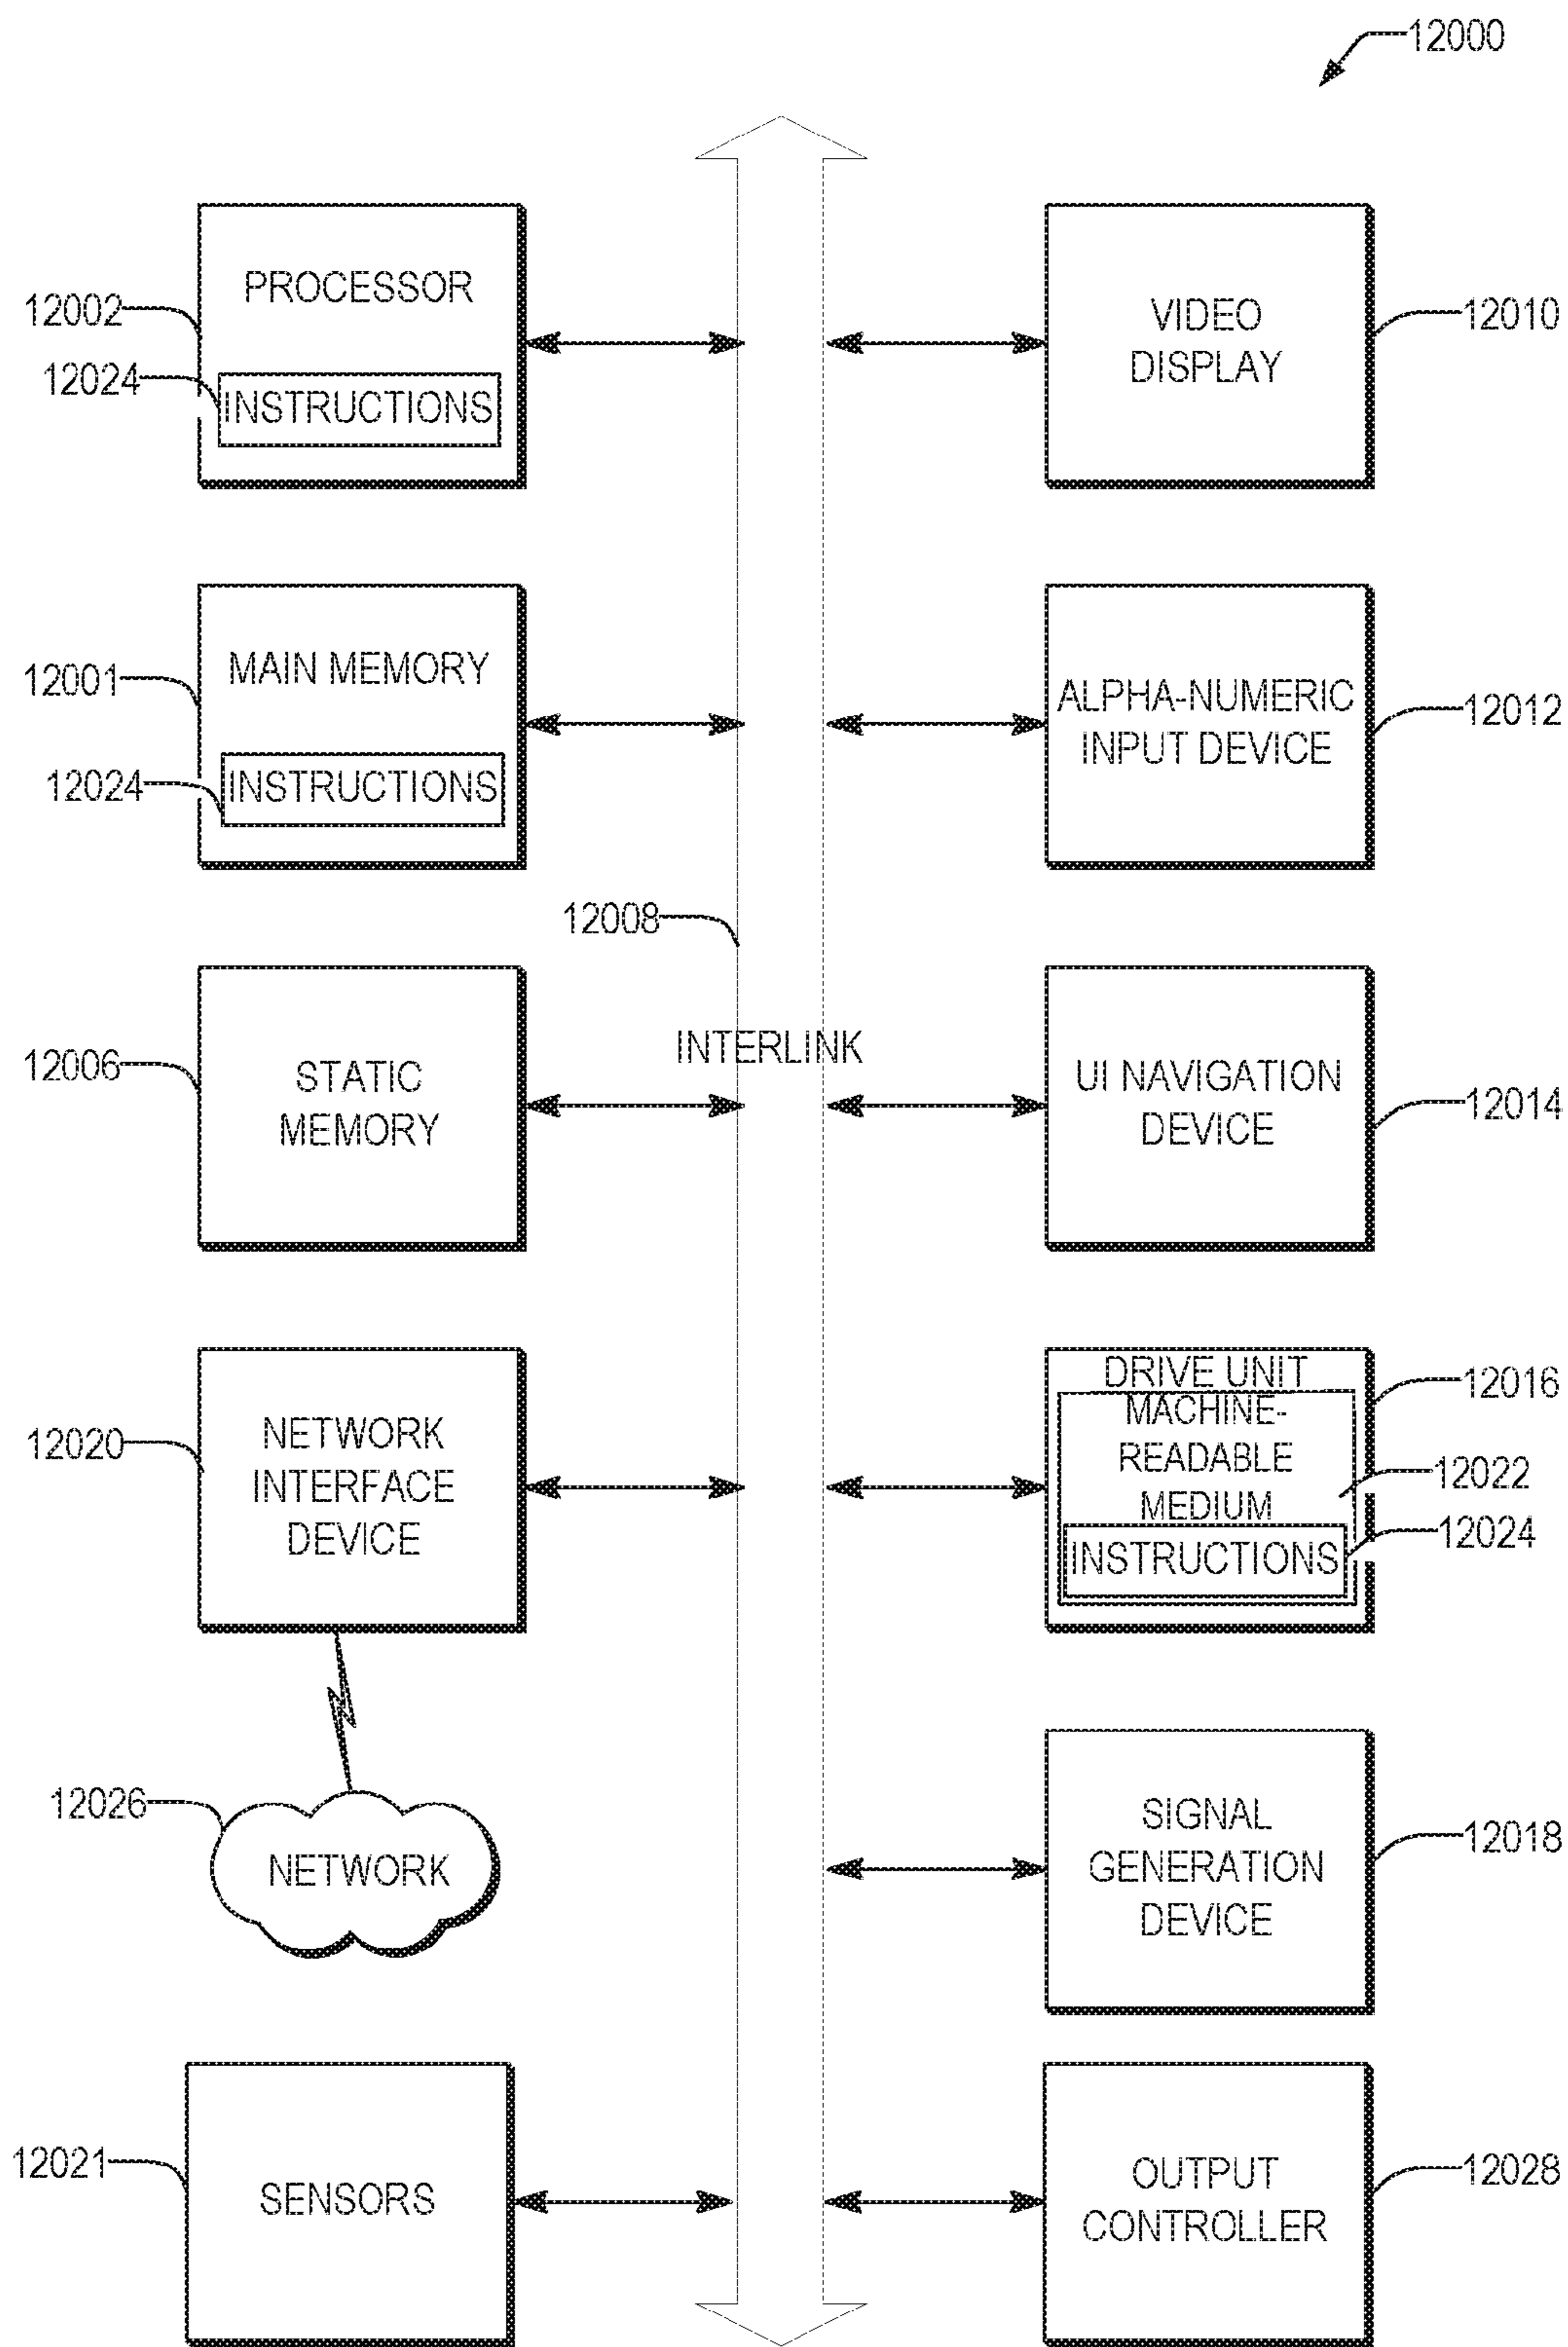 12000
12002
PROCESSOR
12024
INSTRUCTIONS
VIDEO
DISPLAY
12010
12001
MAIN MEMORY
12024
INSTRUCTIONS
ALPHA-NUMERIC
INPUT DEVICE
12012
12008
INTERLINK
12006
STATIC
MEMORY
UI NAVIGATION
DEVICE
12014
12020
NETWORK
INTERFACE
DEVICE
DRIVE UNIT
12016
MACHINE-
READABLE
MEDIUM
12022
INSTRUCTIONS
12024
12026
NETWORK
SIGNAL
GENERATION
DEVICE
12018
12021
SENSORS
OUTPUT
CONTROLLER
12028